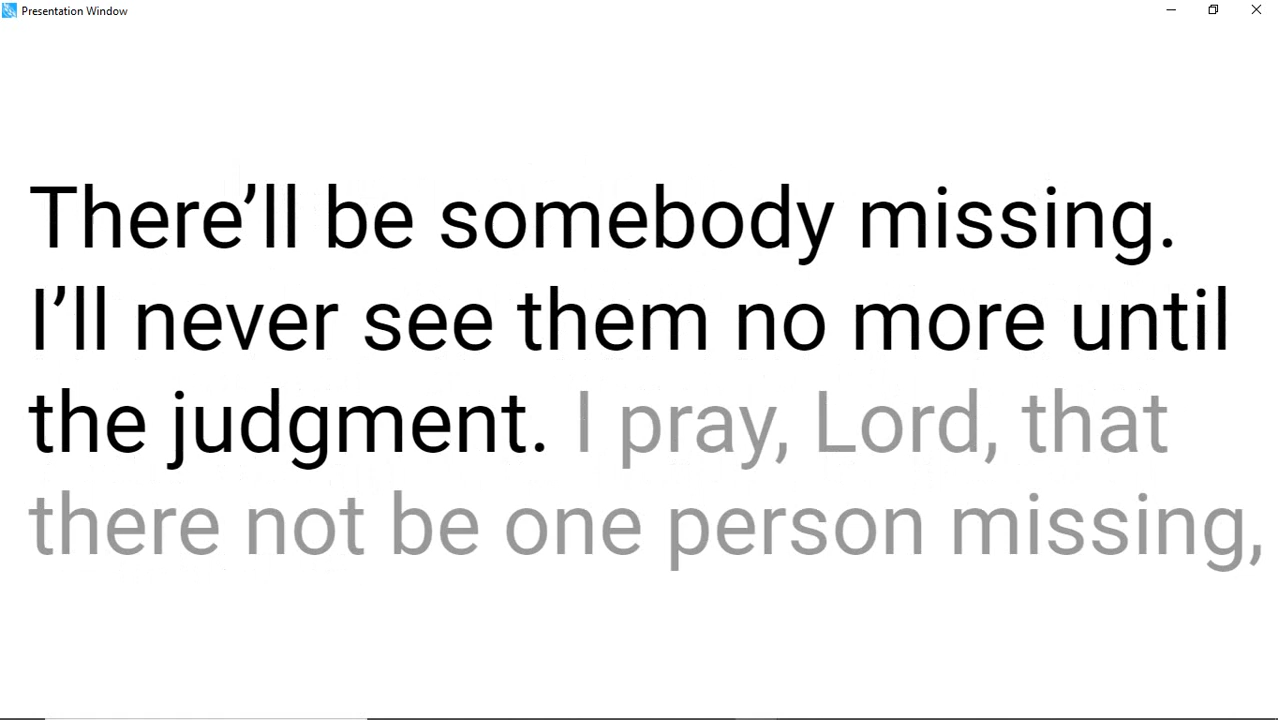 Presentation Window
There’ll be somebody missing.
I’ll never see them no more until
the judgment. I pray, Lord, that
there not be one person missing,